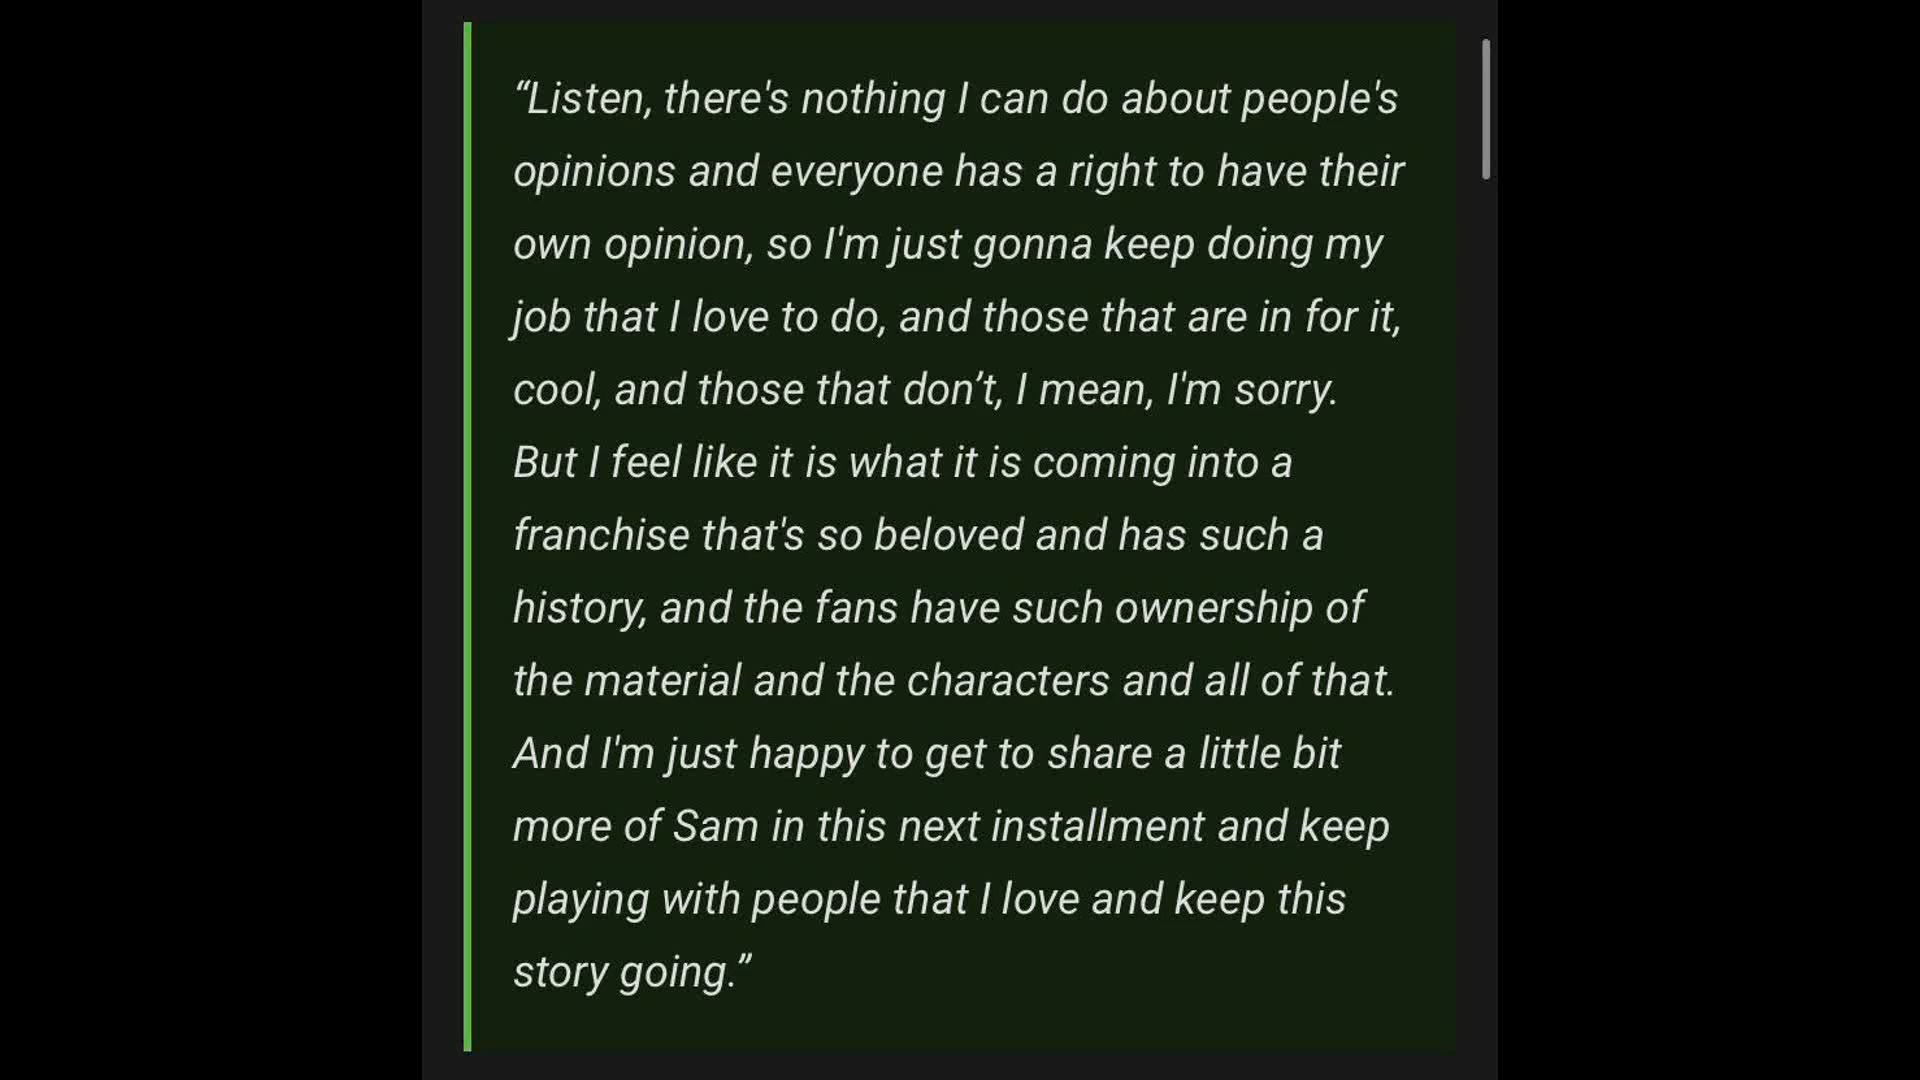 “Listen, there's nothing I can do about people's
opinions and everyone has a right to have their
own opinion, so I'm just gonna keep doing my
job that I love to do, and those that are in for it,
cool, and those that don’t, I mean, I'm sorry.
But I feel like it is what it is coming into a
franchise that's so beloved and has such a
history, and the fans have such ownership of
the material and the characters and all of that.
And I'm just happy to get to share a little bit
more of Sam in this next installment and keep
playing with people that I love and keep this
story going.”